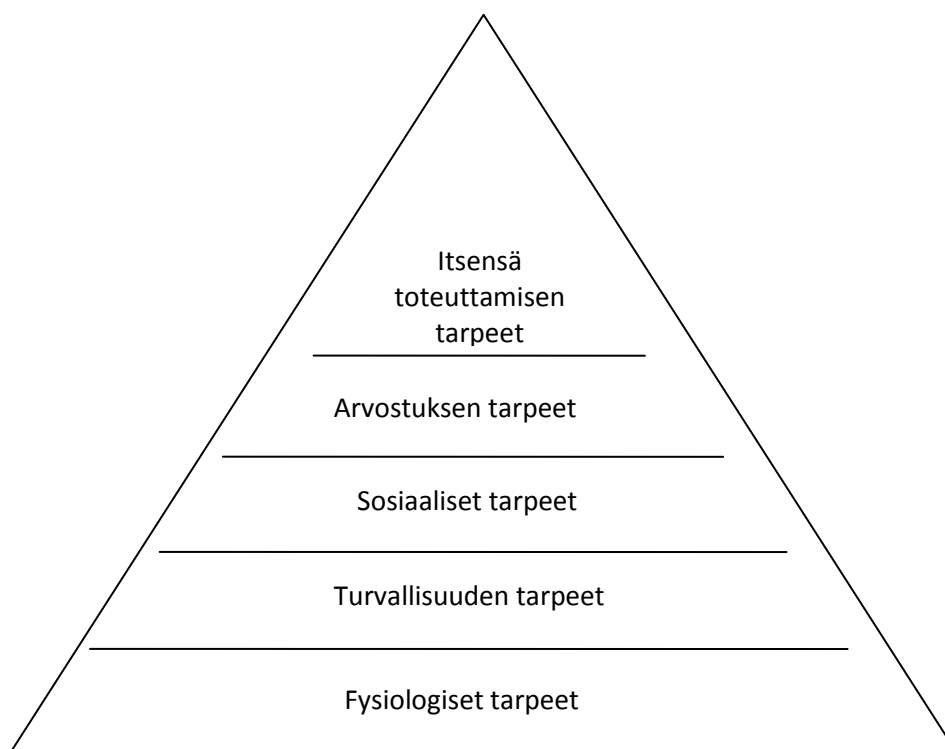 Itsensä
toteuttamisen
tarpeet
Arvostuksen tarpeet
Sosiaaliset tarpeet
Turvallisuuden tarpeet
Fysiologiset tarpeet